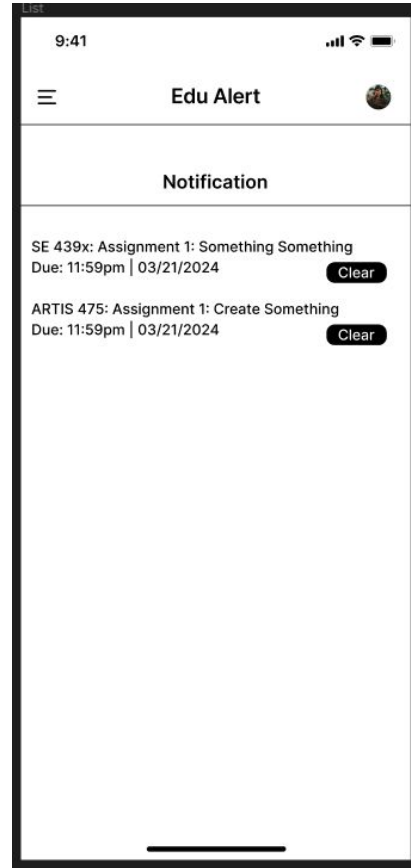 List
9:41
Edu Alert
Notification
SE 439x: Assignment 1: Something Something
Due: 11:59pm | 03/21/2024
Clear
ARTIS 475: Assignment 1: Create Something
Due: 11:59pm | 03/21/2024
Clear